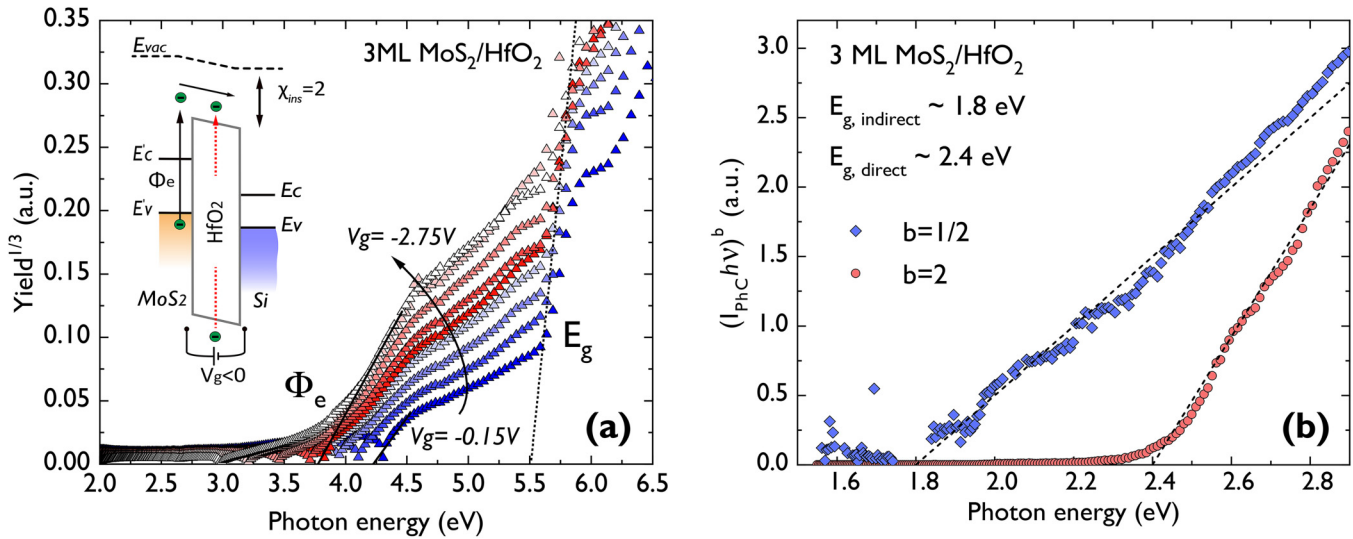 0.35
0.30
0.25
0.20
0.15
0.10
0.05
0.00
Yield^1/3 (a.u.)
2.0 2.5 3.0 3.5 4.0 4.5 5.0 5.5 6.0 6.5
Photon energy (eV)
3ML MoS₂/HfO₂
Evac
χins=2
E'c
Φe
E'v
HfO₂
Ec
Ev
MoS₂
Si
Vg<0
Vg= -2.75V
Φe
Vg= -0.15V
Eg
(a)
3.0
2.5
2.0
1.5
1.0
0.5
0.0
(I_PhC hν)^b (a.u.)
1.6 1.8 2.0 2.2 2.4 2.6 2.8
Photon energy (eV)
3 ML MoS₂/HfO₂
Eg, indirect ~ 1.8 eV
Eg, direct ~ 2.4 eV
b=1/2
b=2
(b)